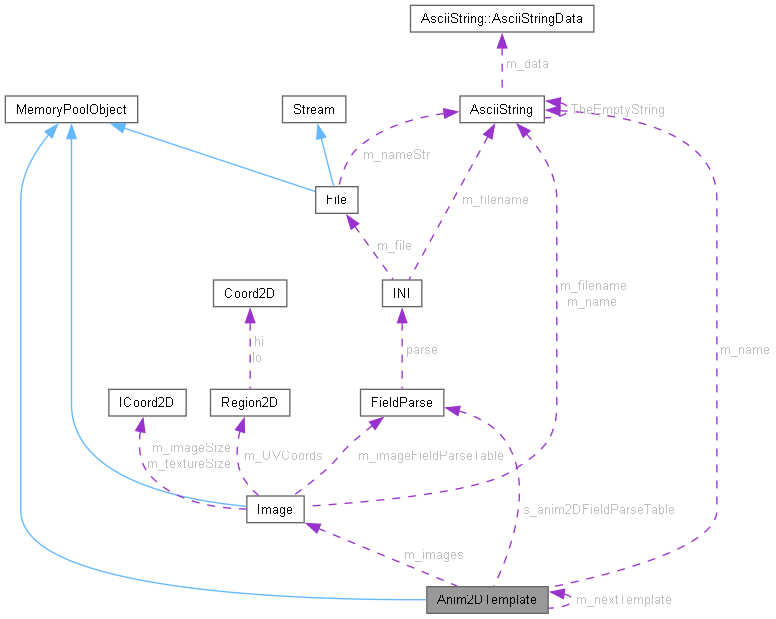 AsciiString::AsciiStringData
m_data
MemoryPoolObject
Stream
AsciiString
TheEmptyString
m_nameStr
File
m_filename
m_file
Coord2D
INI
m_filename
m_name
hi
lo
parse
m_name
ICoord2D
Region2D
FieldParse
m_imageSize
m_textureSize
m_UVCoords
m_imageFieldParseTable
Image
s_anim2DFieldParseTable
m_images
Anim2DTemplate
m_nextTemplate